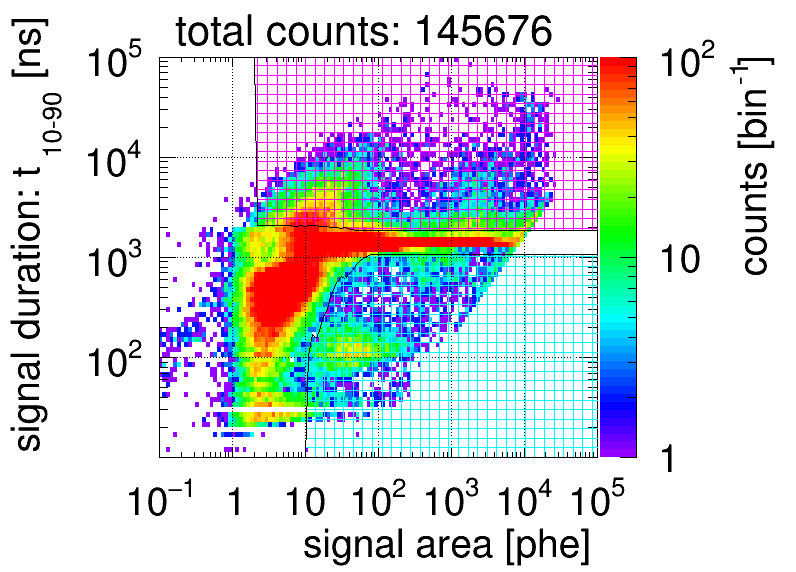 total counts: 145676
signal duration: t 10-90 [ns]
10^5
10^4
10^3
10^2
10^−1 1 10 10^2 10^3 10^4 10^5
signal area [phe]
10^2
10
1
counts [bin^-1]